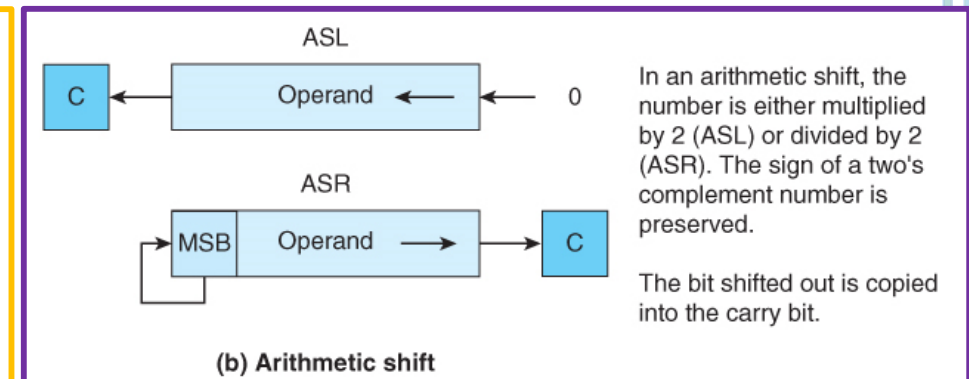 ASL
C
Operand
0
ASR
MSB
Operand
C
In an arithmetic shift, the
number is either multiplied
by 2 (ASL) or divided by 2
(ASR). The sign of a two's
complement number is
preserved.
The bit shifted out is copied
into the carry bit.
(b) Arithmetic shift